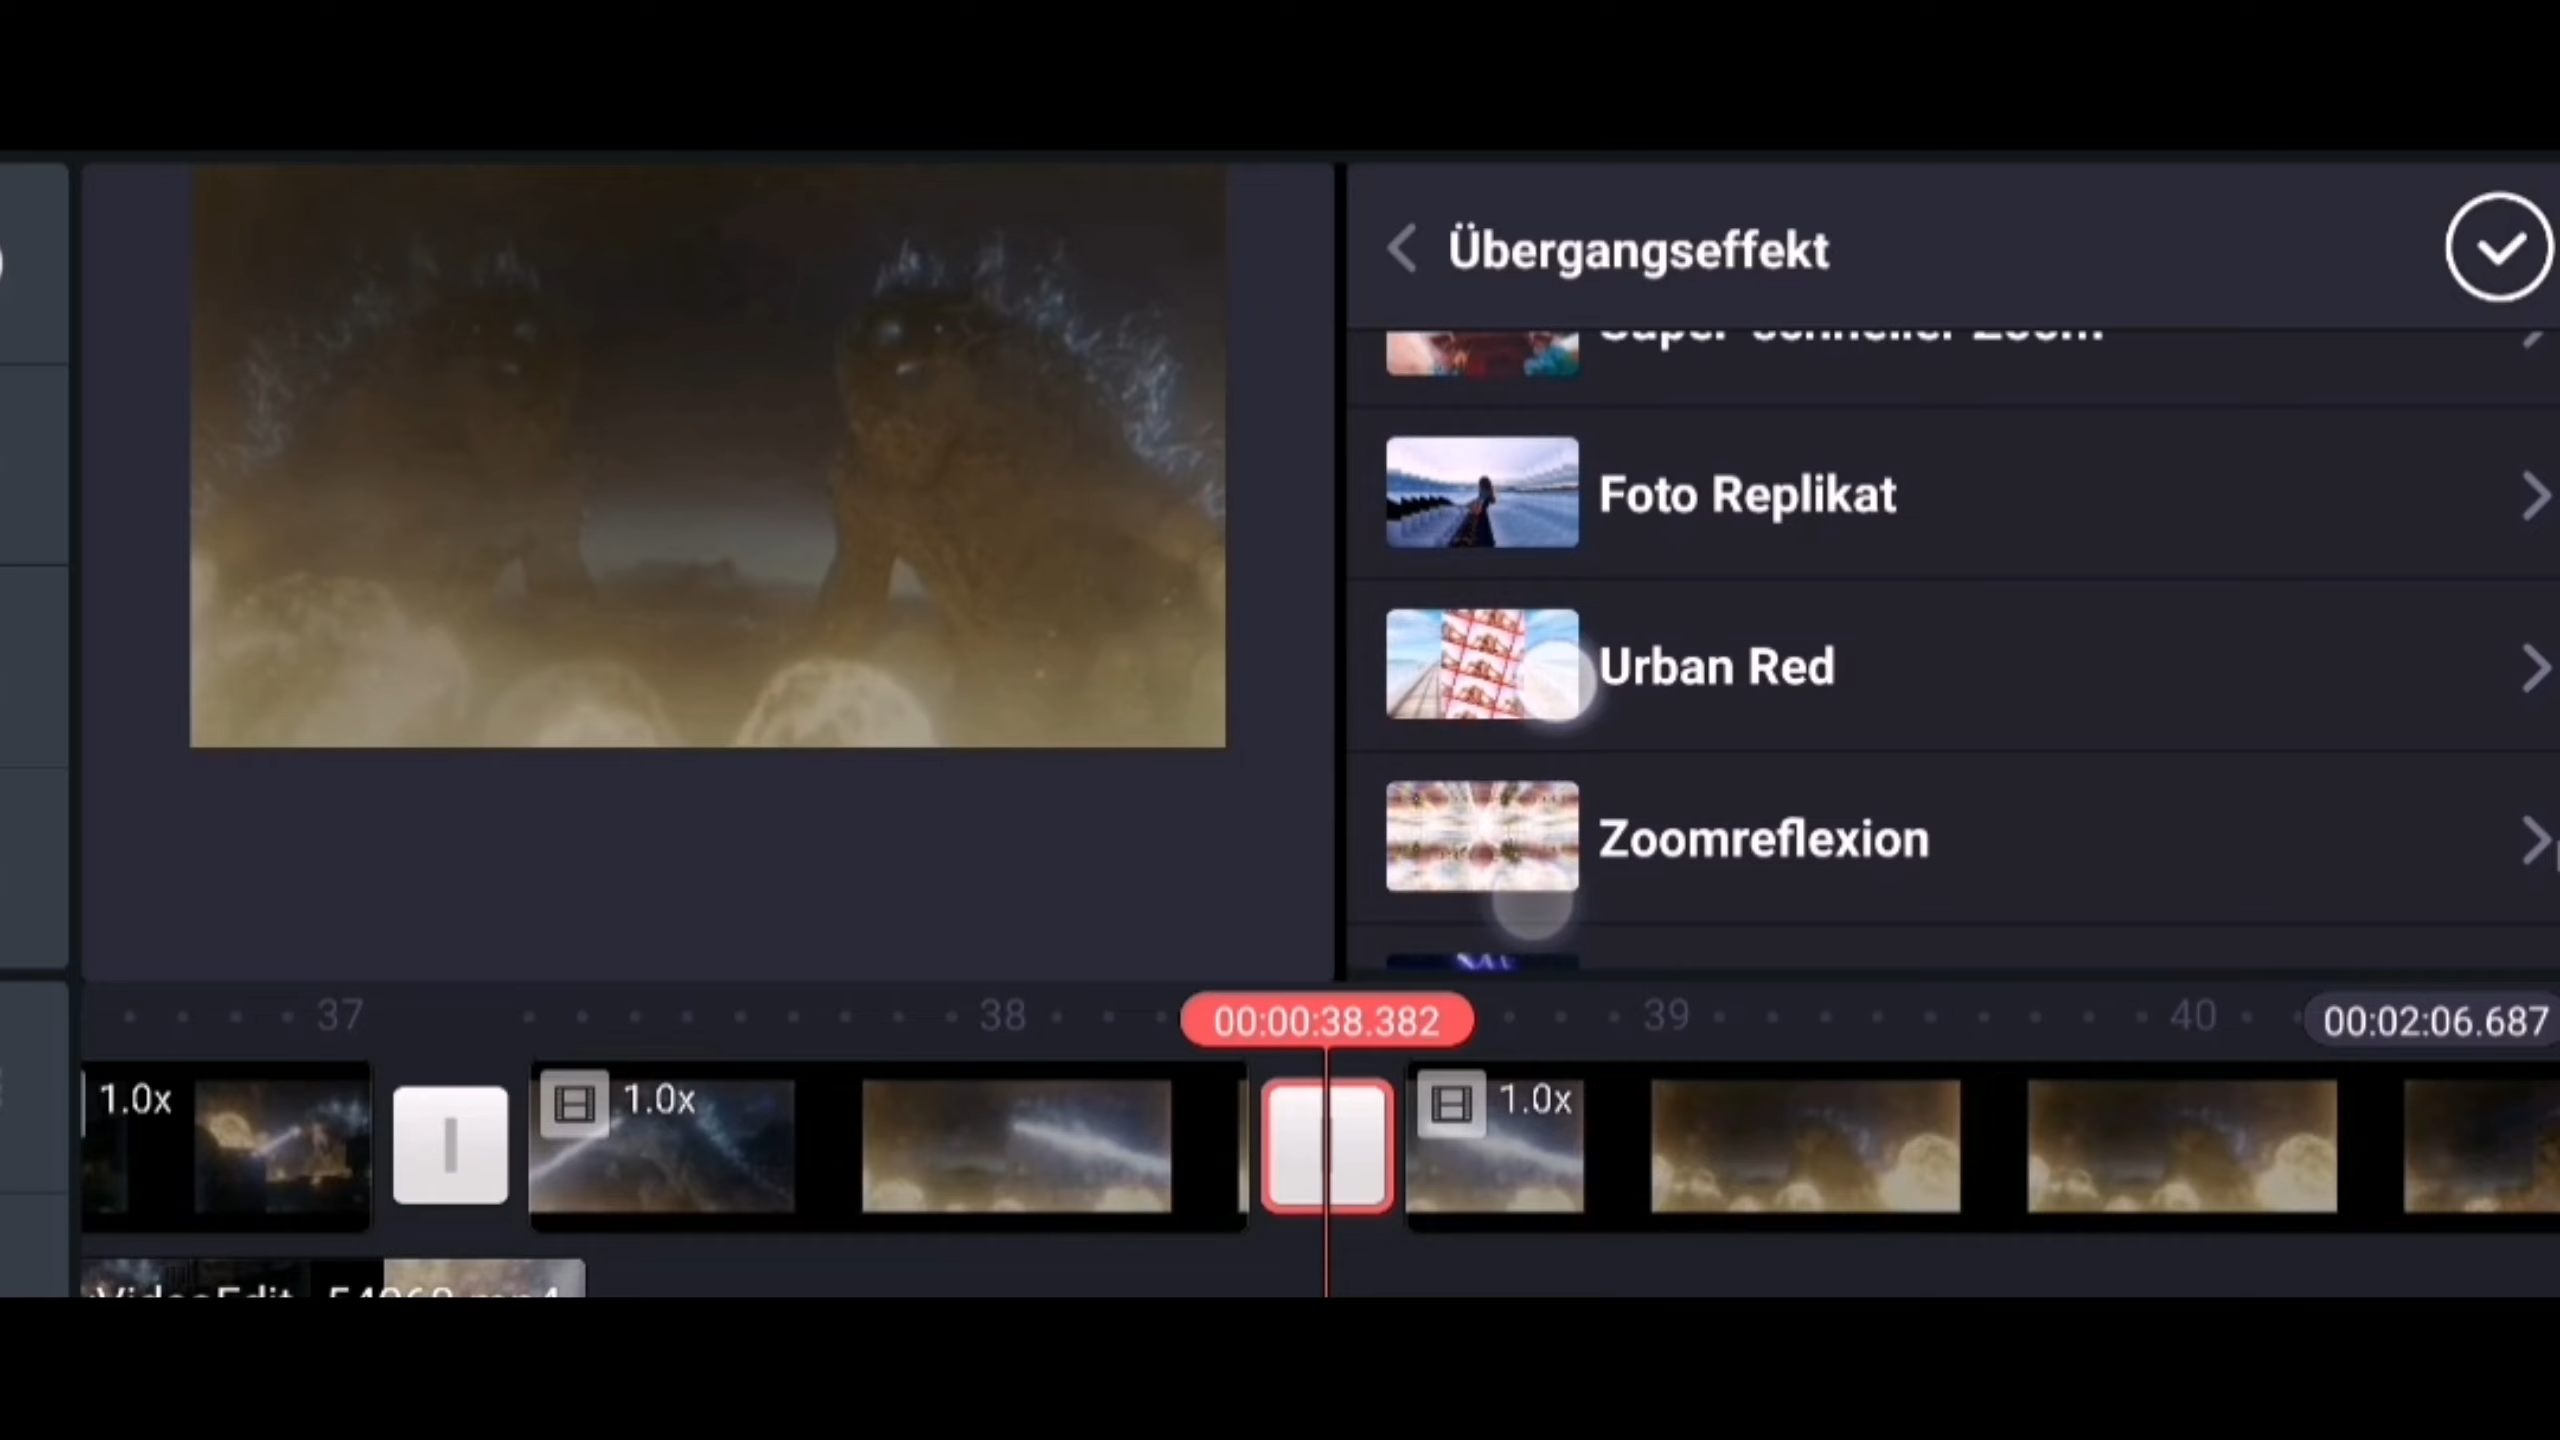 Übergangseffekt
Super-schneller Zoom
Foto Replikat
Urban Red
Zoomreflexion
37
38
00:00:38.382
39
40
00:02:06.687
1.0x
1.0x
1.0x